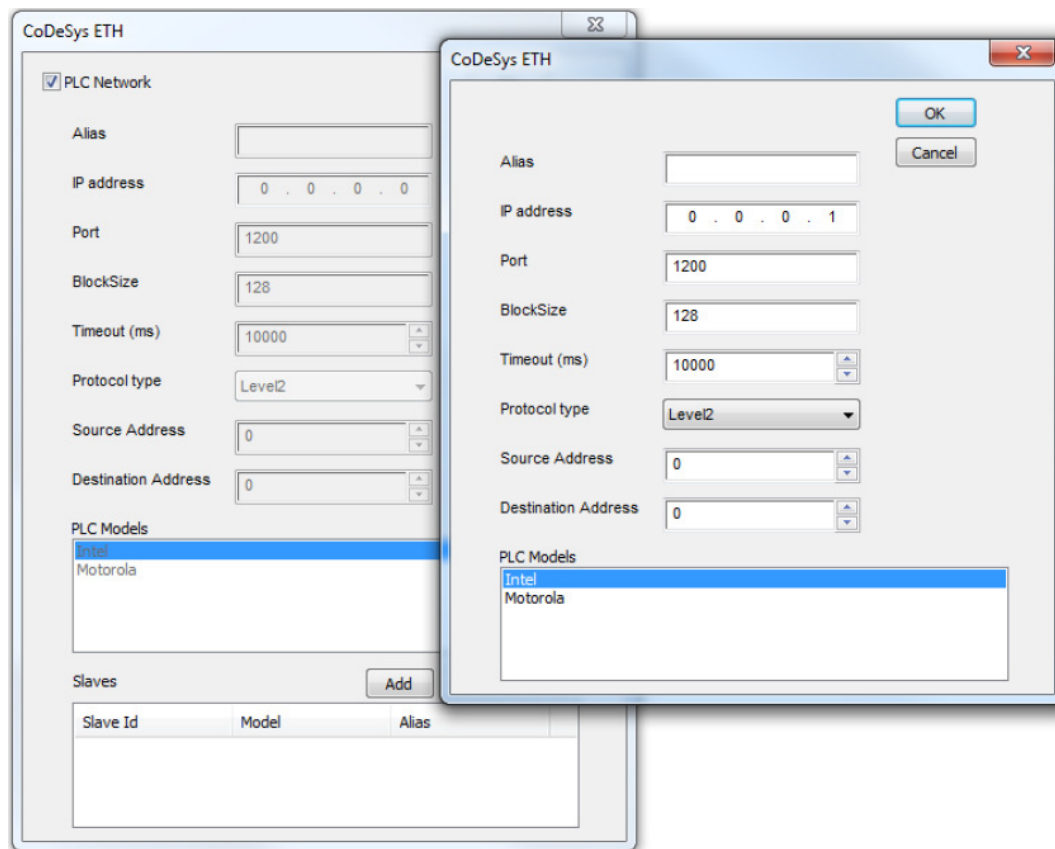 CoDeSys ETH
PLC Network
Alias
IP address 0 . 0 . 0 . 0
Port 1200
BlockSize 128
Timeout (ms) 10000
Protocol type Level2
Source Address 0
Destination Address 0
PLC Models
Intel
Motorola
Slaves Add
Slave Id Model Alias
CoDeSys ETH
OK
Cancel
Alias
IP address 0 . 0 . 0 . 1
Port 1200
BlockSize 128
Timeout (ms) 10000
Protocol type Level2
Source Address 0
Destination Address 0
PLC Models
Intel
Motorola